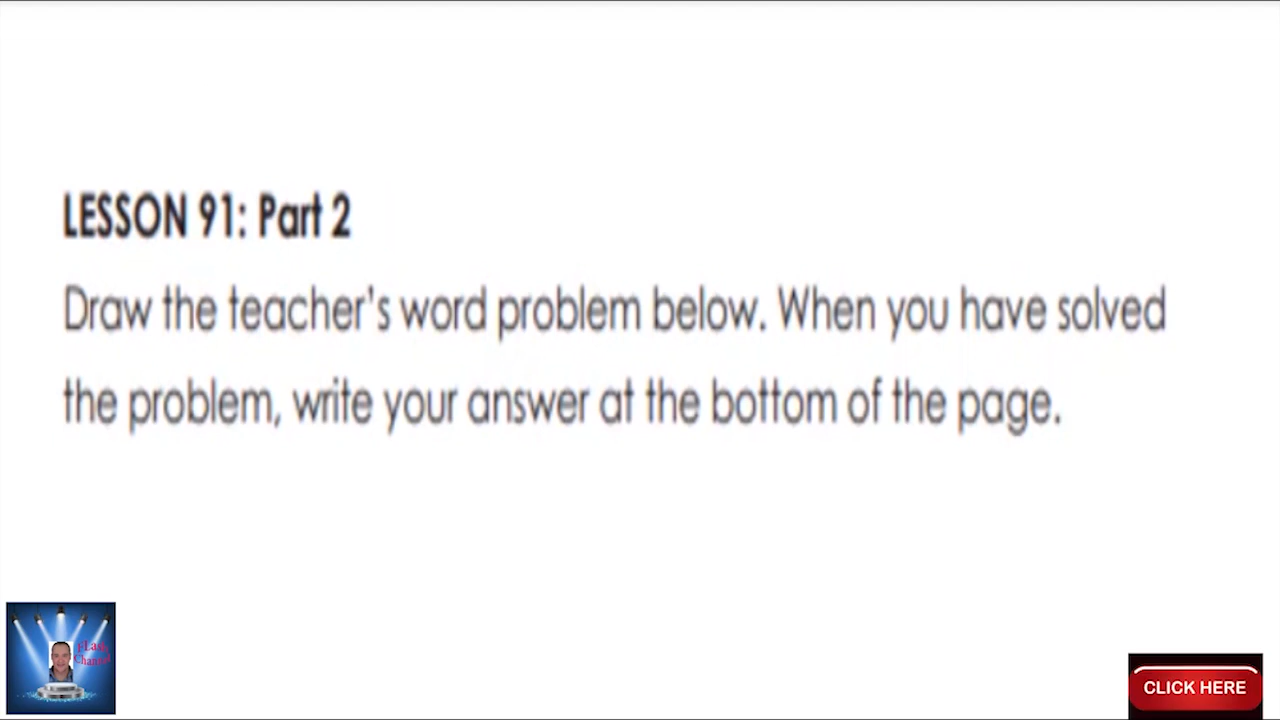 LESSON 91: Part 2
Draw the teacher's word problem below. When you have solved
the problem, write your answer at the bottom of the page.
Channel
CLICK HERE